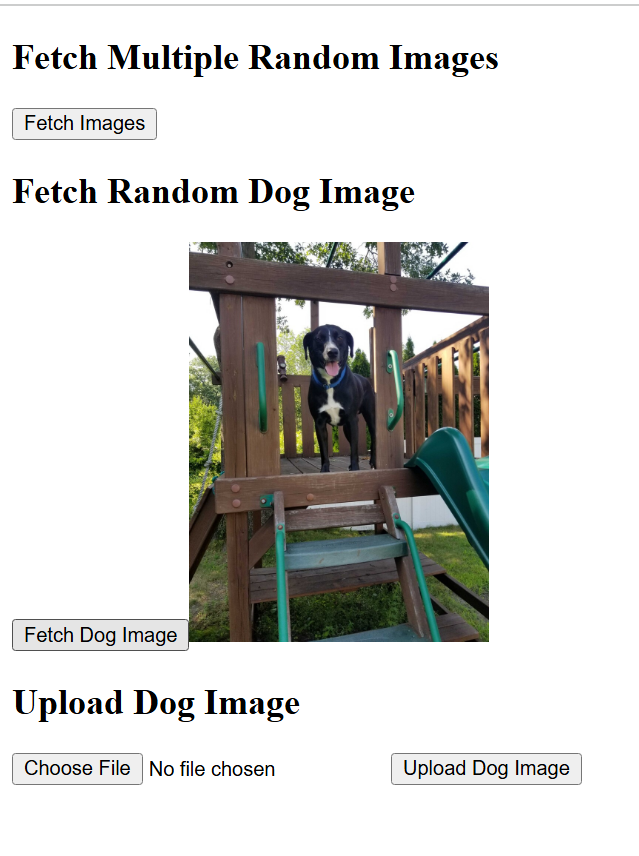 Fetch Multiple Random Images
Fetch Images
Fetch Random Dog Image
Fetch Dog Image
Upload Dog Image
Choose File No file chosen Upload Dog Image